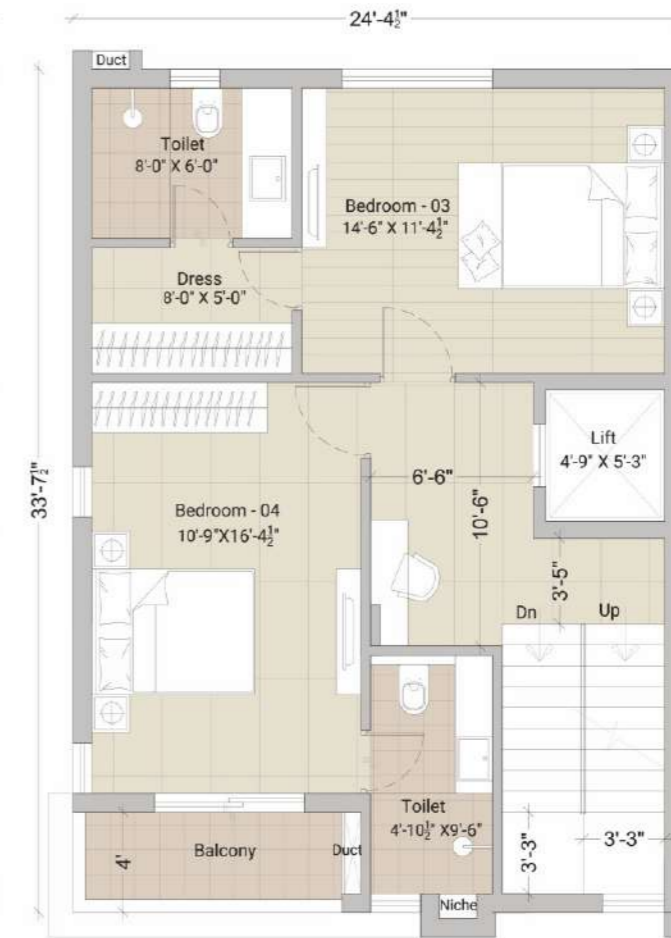 24'-4½"
Duct
Toilet
8'-0" X 6'-0"
Bedroom - 03
14'-6" X 11'-4½"
Dress
8'-0" X 5'-0"
33'-7½"
Lift
4'-9" X 5'-3"
6'-6"
10'-6"
Bedroom - 04
10'-9"X16'-4½"
3'-5"
Dn
Up
Toilet
4'-10½" X9'-6"
4'
Balcony
Duct
3'-3"
3'-3"
Niche